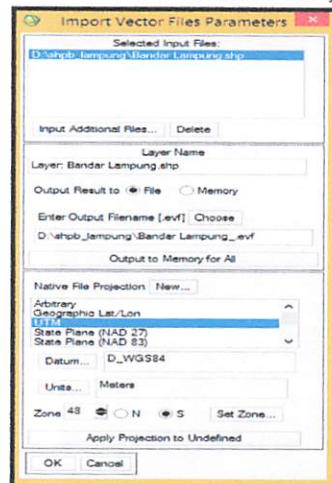 Import Vector Files Parameters
Selected Input Files:
D:\shpb_lampung\Bandar Lampung.shp
Input Additional Files... Delete
Layer Name
Layer: Bandar Lampung.shp
Output Result to File Memory
Enter Output Filename [.evf] Choose
D:\shpb_lampung\Bandar Lampung_.evf
Output to Memory for All
Native File Projection New...
Arbitrary
Geographic Lat/Lon
UTM
State Plane (NAD 27)
State Plane (NAD 83)
Datum... D_WGS84
Units... Meters
Zone 48 N S Set Zone...
Apply Projection to Undefined
OK Cancel